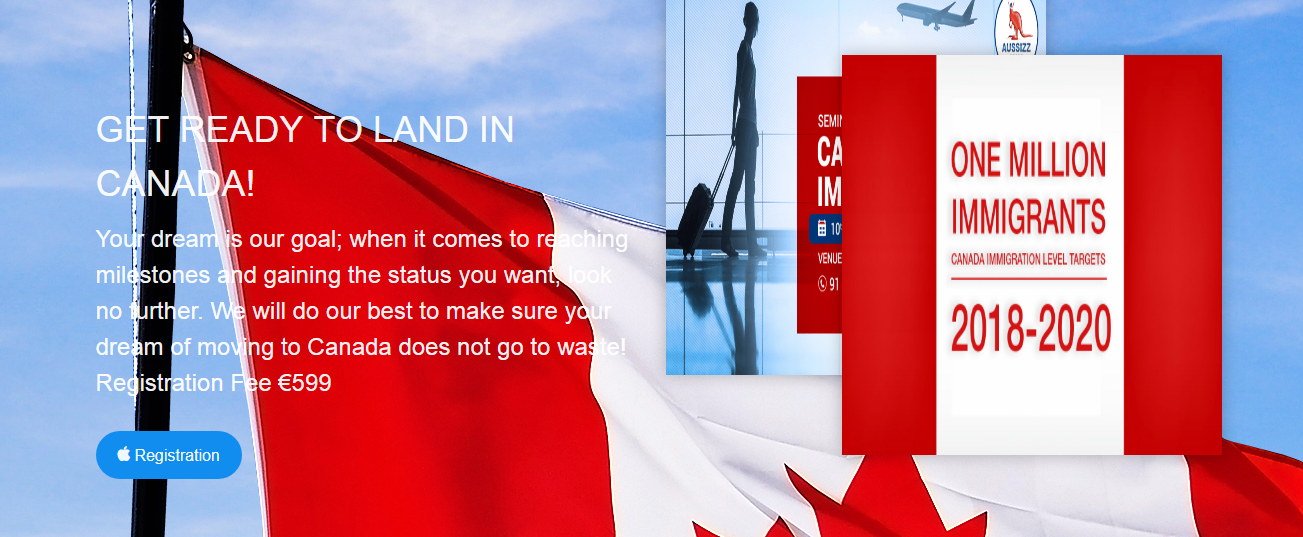 GET READY TO LAND IN
CANADA!
Your dream is our goal; when it comes to reaching
milestones and gaining the status you want, look
no further. We will do our best to make sure your
dream of moving to Canada does not go to waste!
Registration Fee €599
Registration
AUSSIZZ
VENUE
91
ONE MILLION
IMMIGRANTS
CANADA IMMIGRATION LEVEL TARGETS
2018-2020